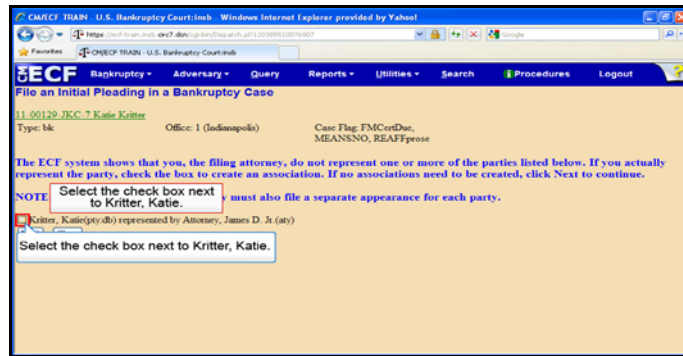 CM/ECF TRAIN - U.S. Bankruptcy Court:insb - Windows Internet Explorer provided by Yahoo!
Google
Favorites CM/ECF TRAIN - U.S. Bankruptcy Court:insb
ECF Bankruptcy Adversary Query Reports Utilities Search Procedures Logout ?
File an Initial Pleading in a Bankruptcy Case
11-00129-JKC-7 Katie Kritter
Type: bk Office: 1 (Indianapolis) Case Flag: FMCertDue,
MEANSNO, REAFFprose
The ECF system shows that you, the filing attorney, do not represent one or more of the parties listed below. If you actually
represent the party, check the box to create an association. If no associations need to be created, click Next to continue.
NOTE must also file a separate appearance for each party.
Select the check box next
to Kritter, Katie.
Kritter, Katie(pty:db) represented by Attorney, James D. Jr.(aty)
Select the check box next to Kritter, Katie.